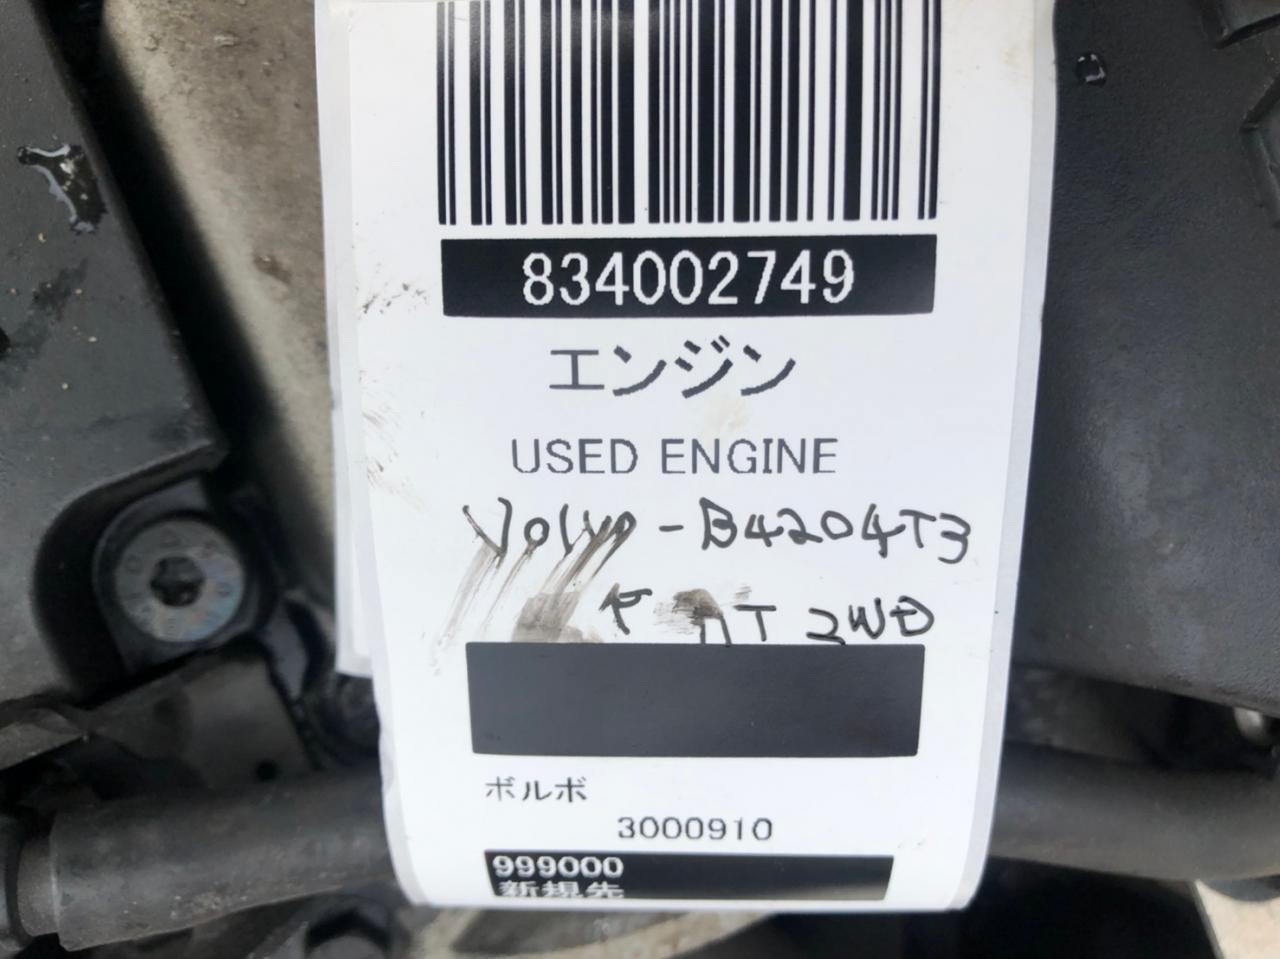 834002749
エンジン
USED ENGINE
Volvo-B4204T3
AT 2WD
ボルボ
3000910
999000
新規先